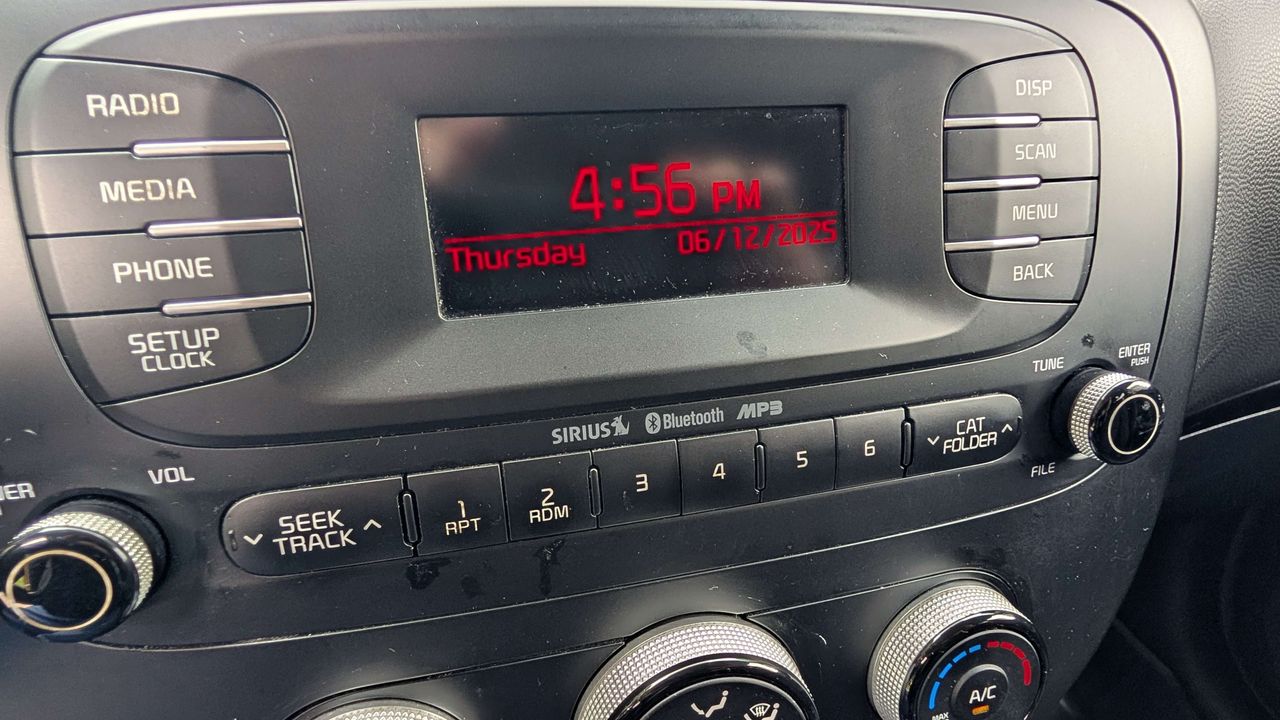 RADIO
MEDIA
PHONE
SETUP
CLOCK
4:56 PM
Thursday 06/12/2025
DISP
SCAN
MENU
BACK
SIRIUS Bluetooth MP3
VOL
SEEK
TRACK
1
RPT
2
RDM
3
4
5
6
CAT
FOLDER
TUNE
FILE
ENTER
PUSH
A/C
MAX